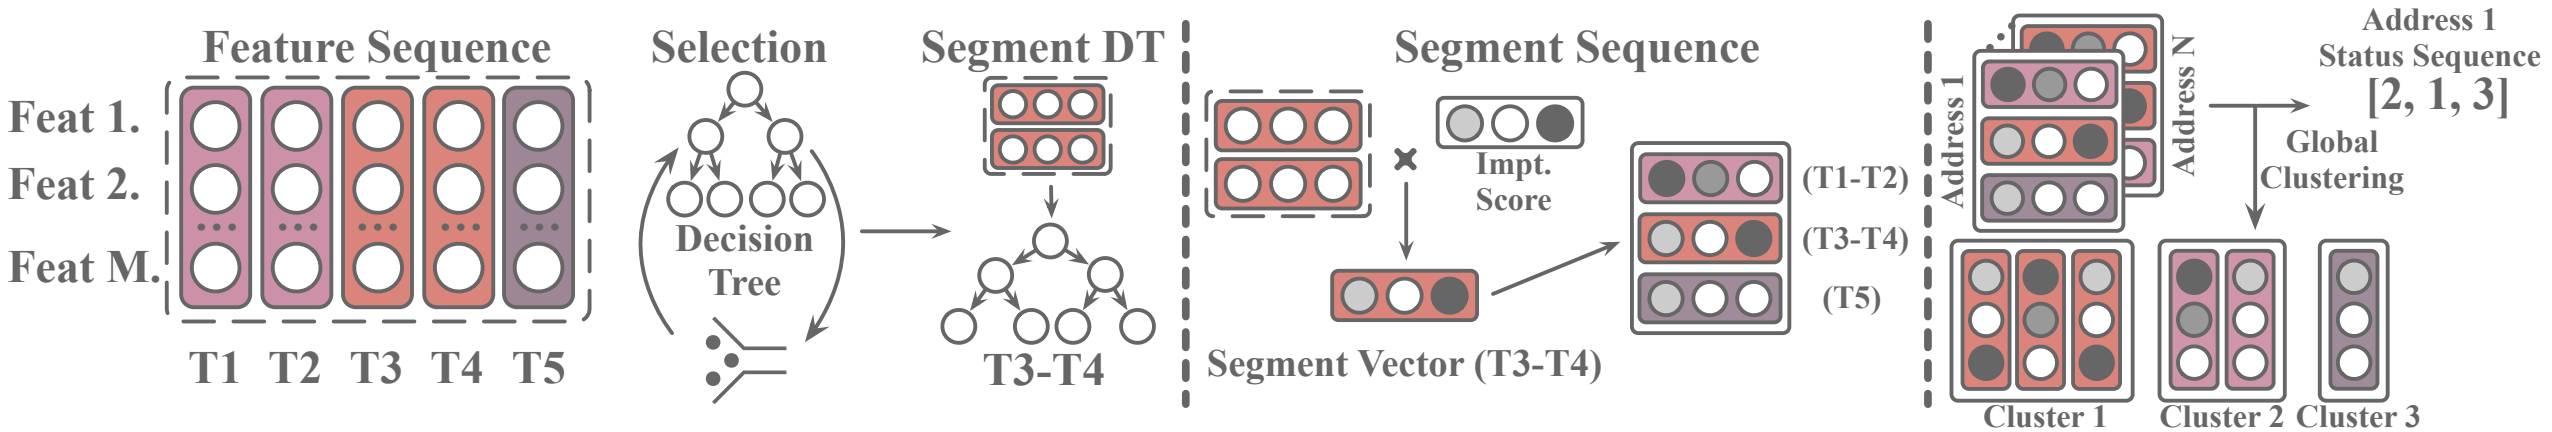 Feature Sequence
Feat 1.
Feat 2.
Feat M.
T1 T2 T3 T4 T5
Selection
Decision
Tree
Segment DT
T3-T4
Segment Sequence
Impt.
Score
Segment Vector (T3-T4)
(T1-T2)
(T3-T4)
(T5)
Address 1
Address N
Address 1
Status Sequence
[2, 1, 3]
Global
Clustering
Cluster 1 Cluster 2 Cluster 3